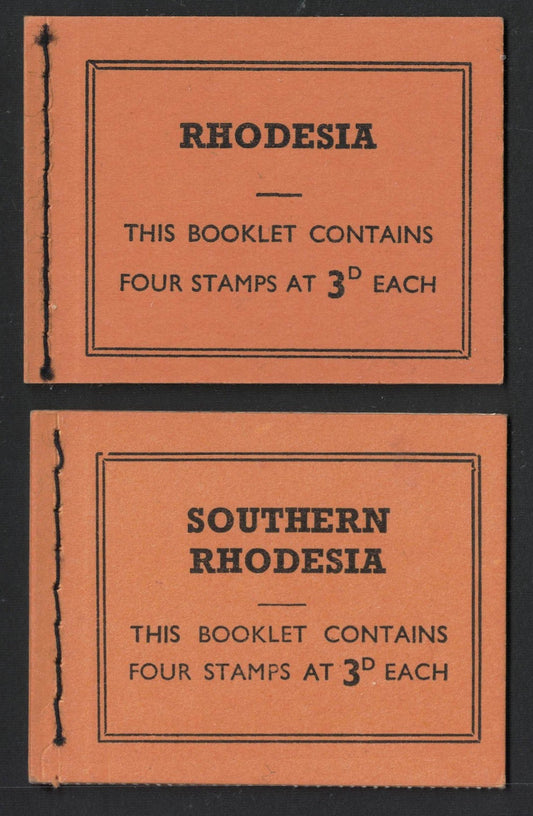 RHODESIA
THIS BOOKLET CONTAINS
FOUR STAMPS AT 3D EACH
SOUTHERN
RHODESIA
THIS BOOKLET CONTAINS
FOUR STAMPS AT 3D EACH